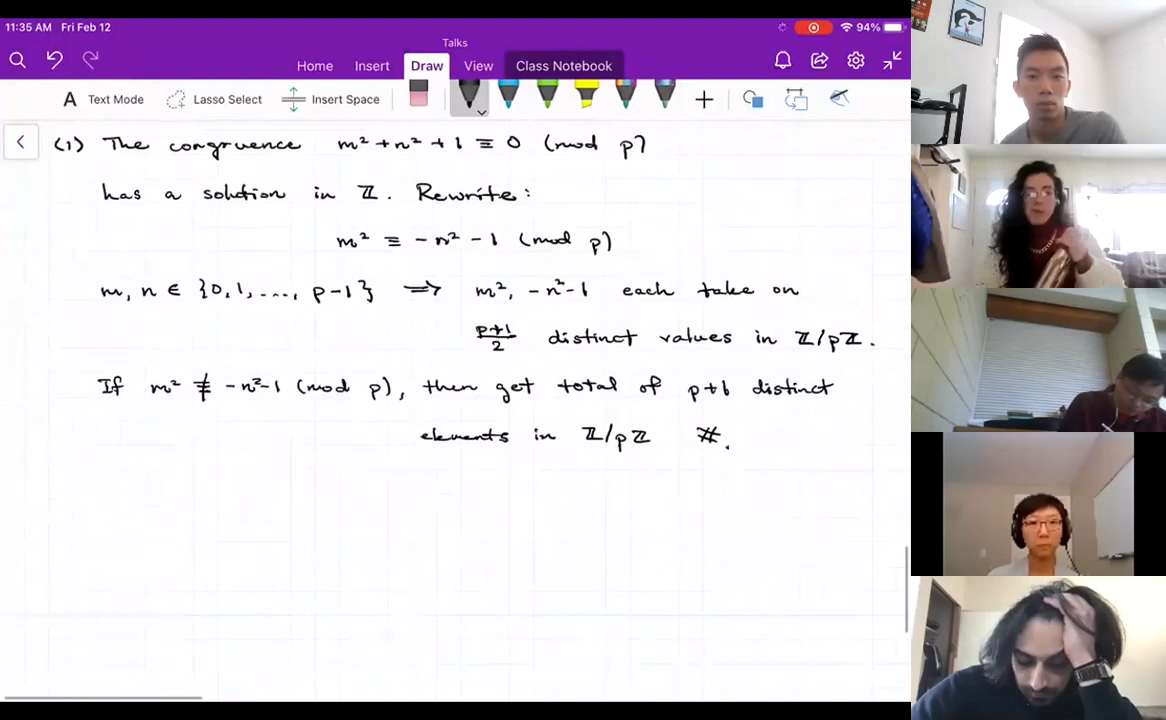 11:35 AM Fri Feb 12
94%
Talks
Home Insert Draw View Class Notebook
Text Mode Lasso Select Insert Space
(1) The congruence m² + n² + 1 ≡ 0 (mod p)
has a solution in ℤ. Rewrite:
m² ≡ -n² - 1 (mod p)
m, n ∈ {0, 1, ..., p-1} ⟹ m², -n²-1 each take on
p+1/2 distinct values in ℤ/pℤ.
If m² ≢ -n²-1 (mod p), then get total of p+1 distinct
elements in ℤ/pℤ ※.